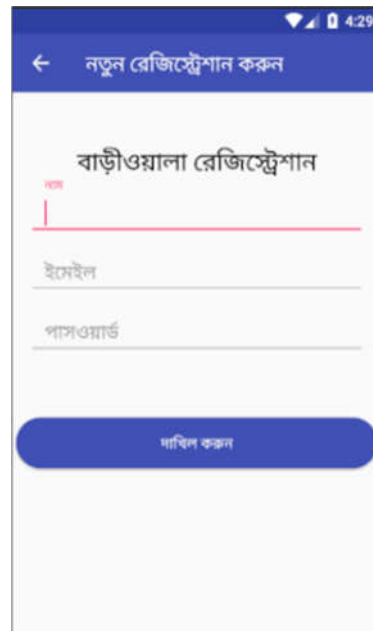 4:29
নতুন রেজিস্ট্রেশান করুন
বাড়ীওয়ালা রেজিস্ট্রেশান
নাম
ইমেইল
পাসওয়ার্ড
দাখিল করুন